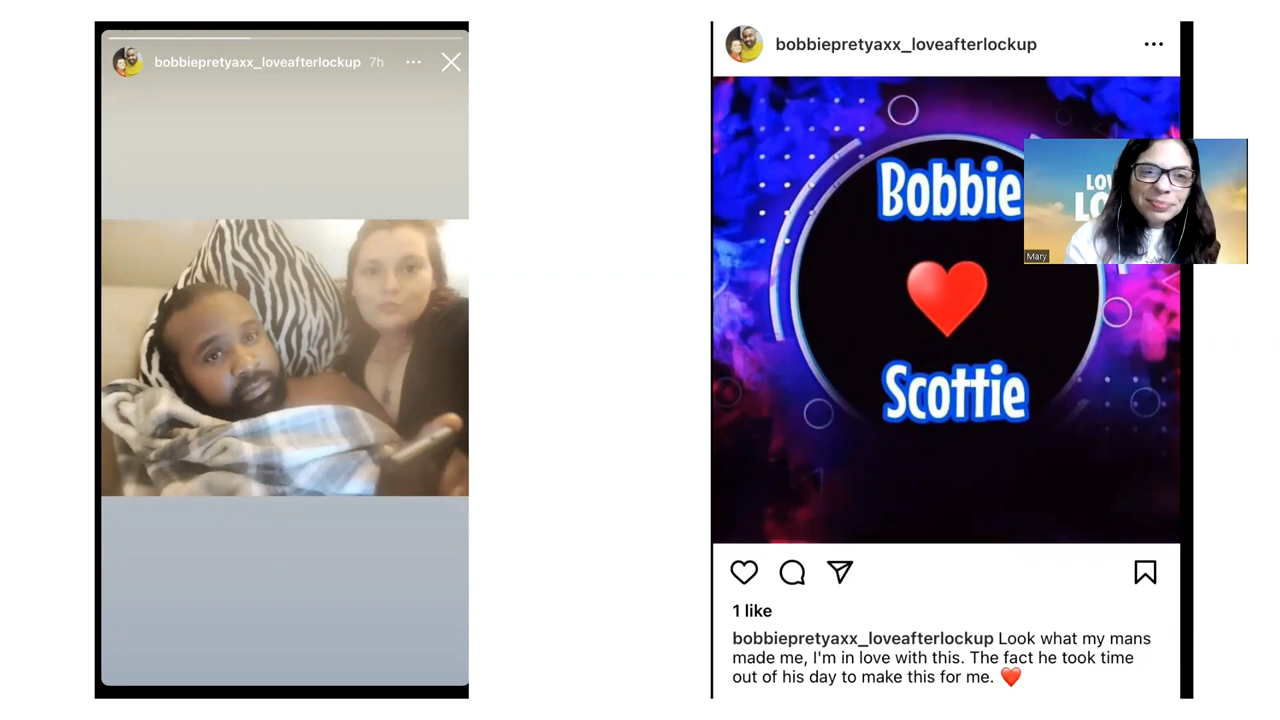 bobbiepretyaxx_loveafterlockup 7h
bobbiepretyaxx_loveafterlockup
Bobbie
Scottie
LO
Mary
1 like
bobbiepretyaxx_loveafterlockup Look what my mans
made me, I'm in love with this. The fact he took time
out of his day to make this for me. ❤️